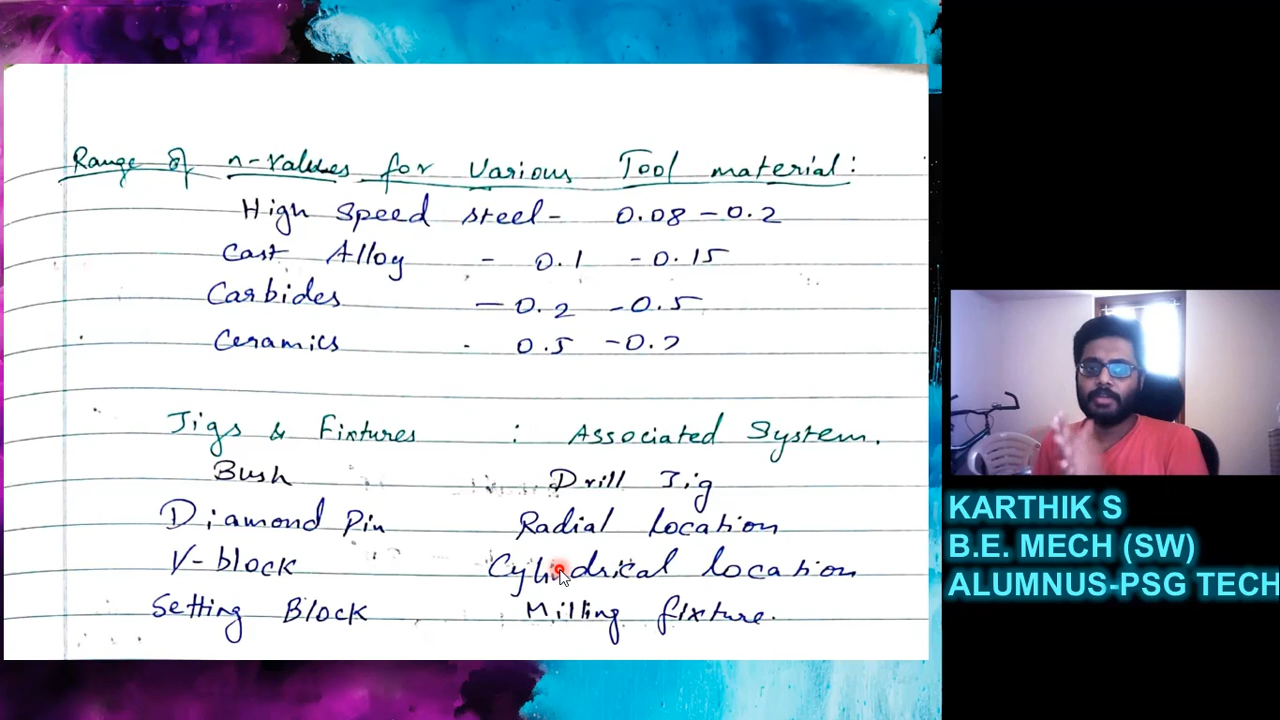 Range of n-values for various Tool material:
High Speed steel - 0.08 - 0.2
Cast Alloy - 0.1 - 0.15
Carbides - 0.2 - 0.5
Ceramics - 0.5 - 0.7
Jigs & Fixtures : Associated System.
Bush Drill Jig
Diamond Pin Radial location
V-block Cylindrical location
Setting Block Milling fixture.
KARTHIK S
B.E. MECH (SW)
ALUMNUS-PSG TECH